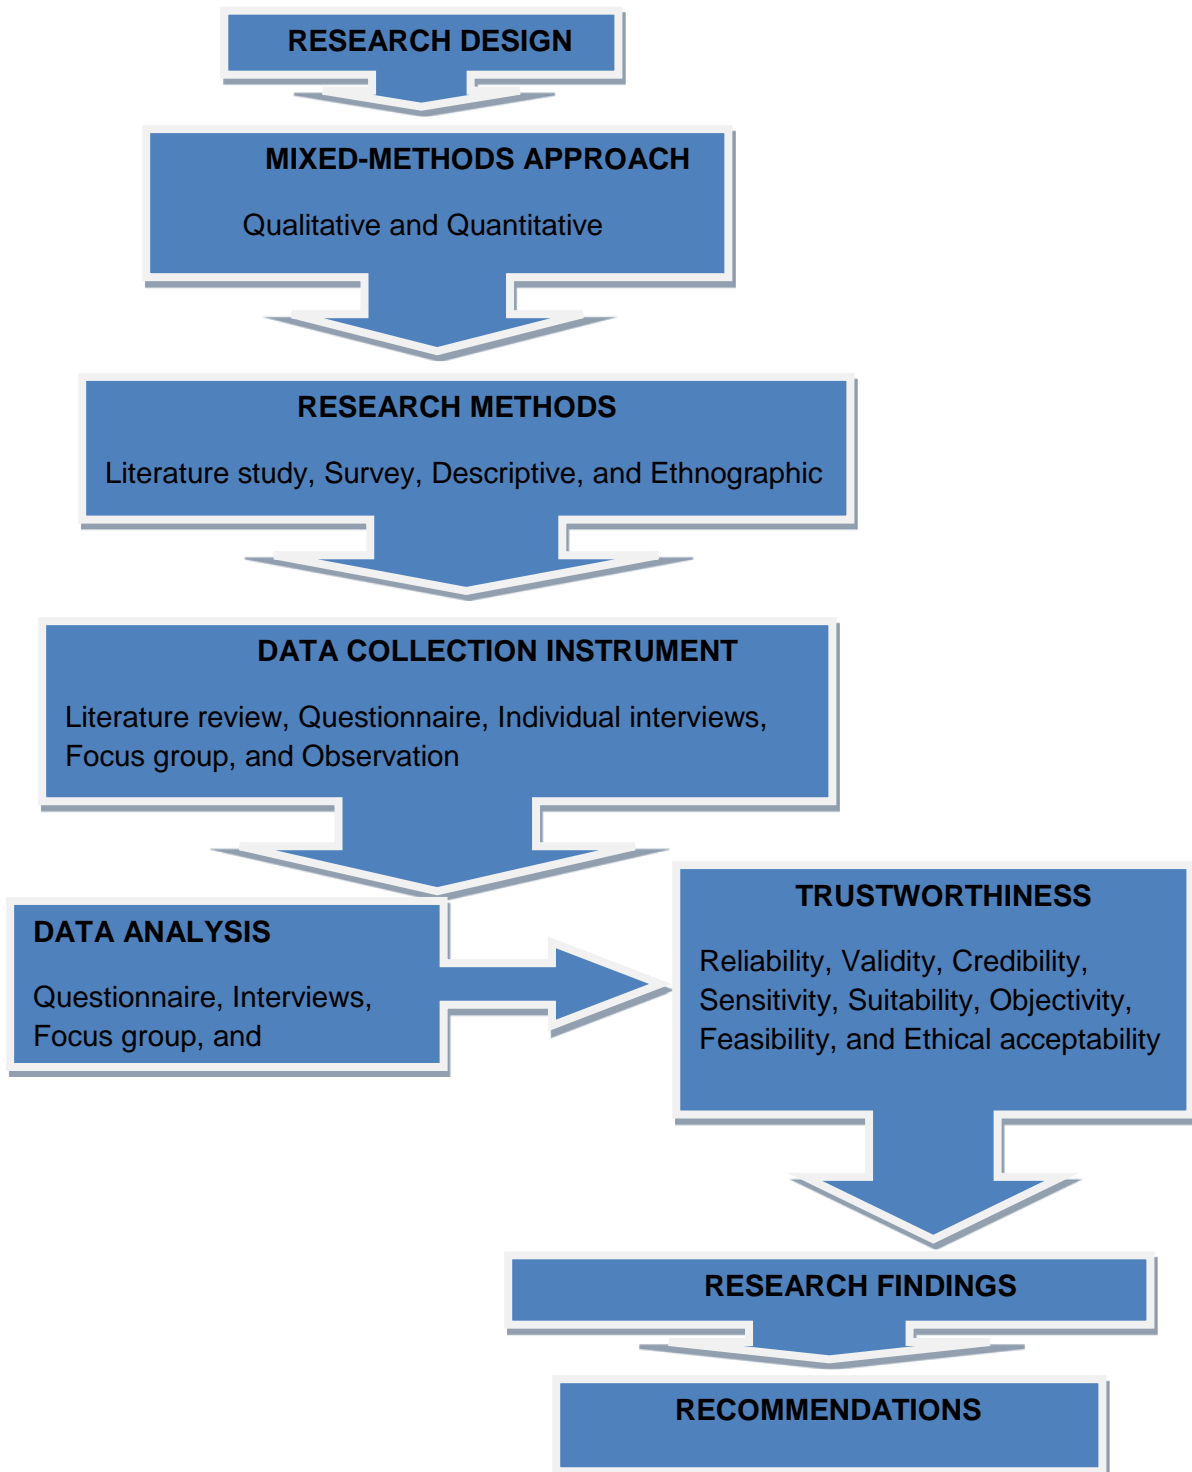 RESEARCH DESIGN
MIXED-METHODS APPROACH
Qualitative and Quantitative
RESEARCH METHODS
Literature study, Survey, Descriptive, and Ethnographic
DATA COLLECTION INSTRUMENT
Literature review, Questionnaire, Individual interviews,
Focus group, and Observation
DATA ANALYSIS
Questionnaire, Interviews,
Focus group, and
TRUSTWORTHINESS
Reliability, Validity, Credibility,
Sensitivity, Suitability, Objectivity,
Feasibility, and Ethical acceptability
RESEARCH FINDINGS
RECOMMENDATIONS